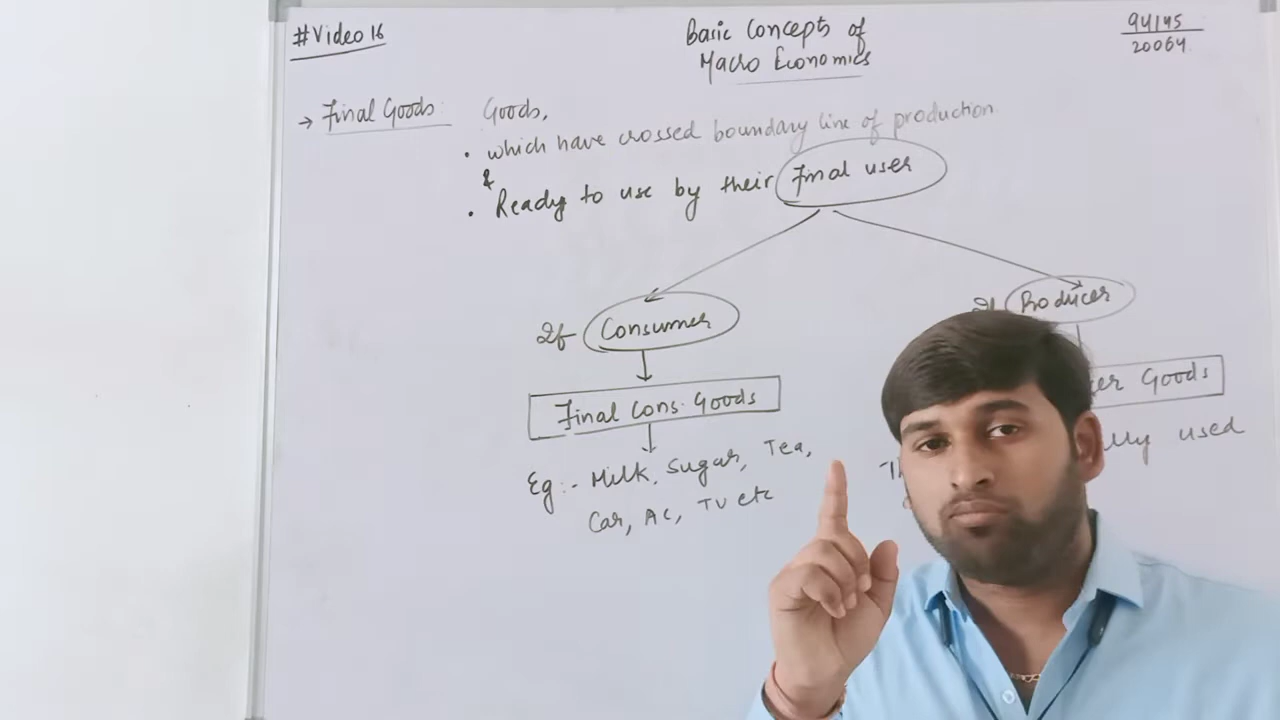 #Video 16
Basic Concepts of
Macro Economics
94145
20064
→ Final Goods: Goods,
• which have crossed boundary line of production
&
• Ready to use by their Final user
If Consumer
If Producer
Final Cons. Goods
Goods
Eg:- Milk, Sugar, Tea,
Car, AC, TV etc
used